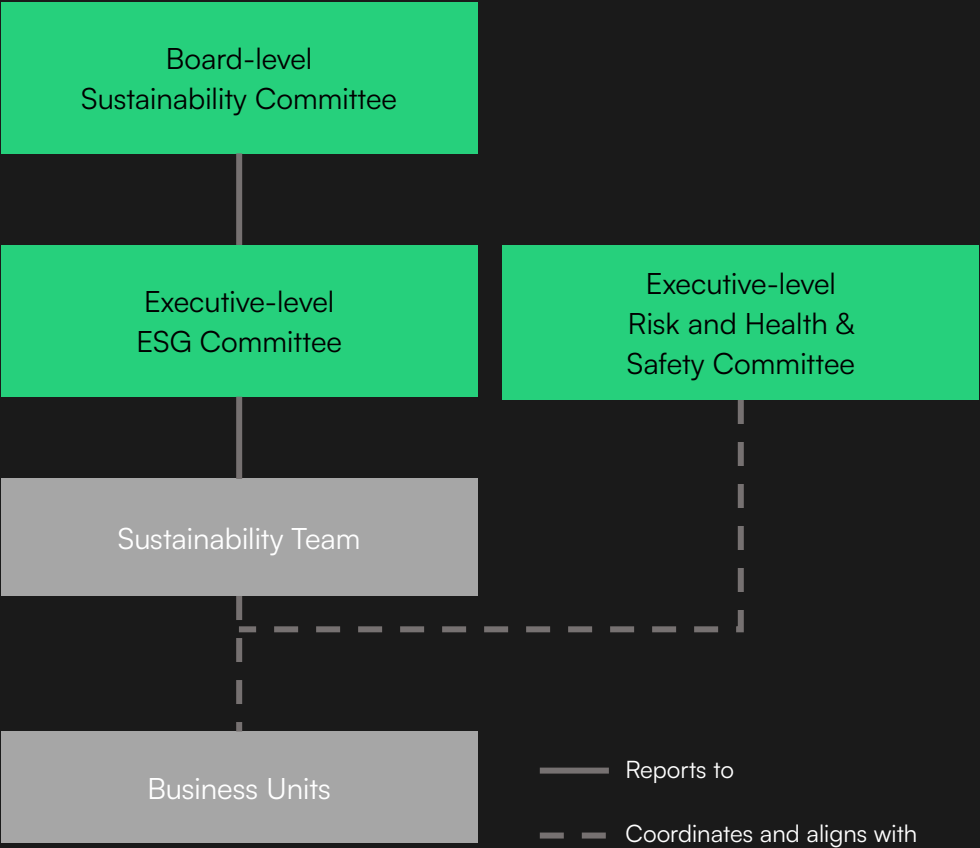 Board-level
Sustainability Committee
Executive-level
ESG Committee
Executive-level
Risk and Health &
Safety Committee
Sustainability Team
Business Units
Reports to
Coordinates and aligns with